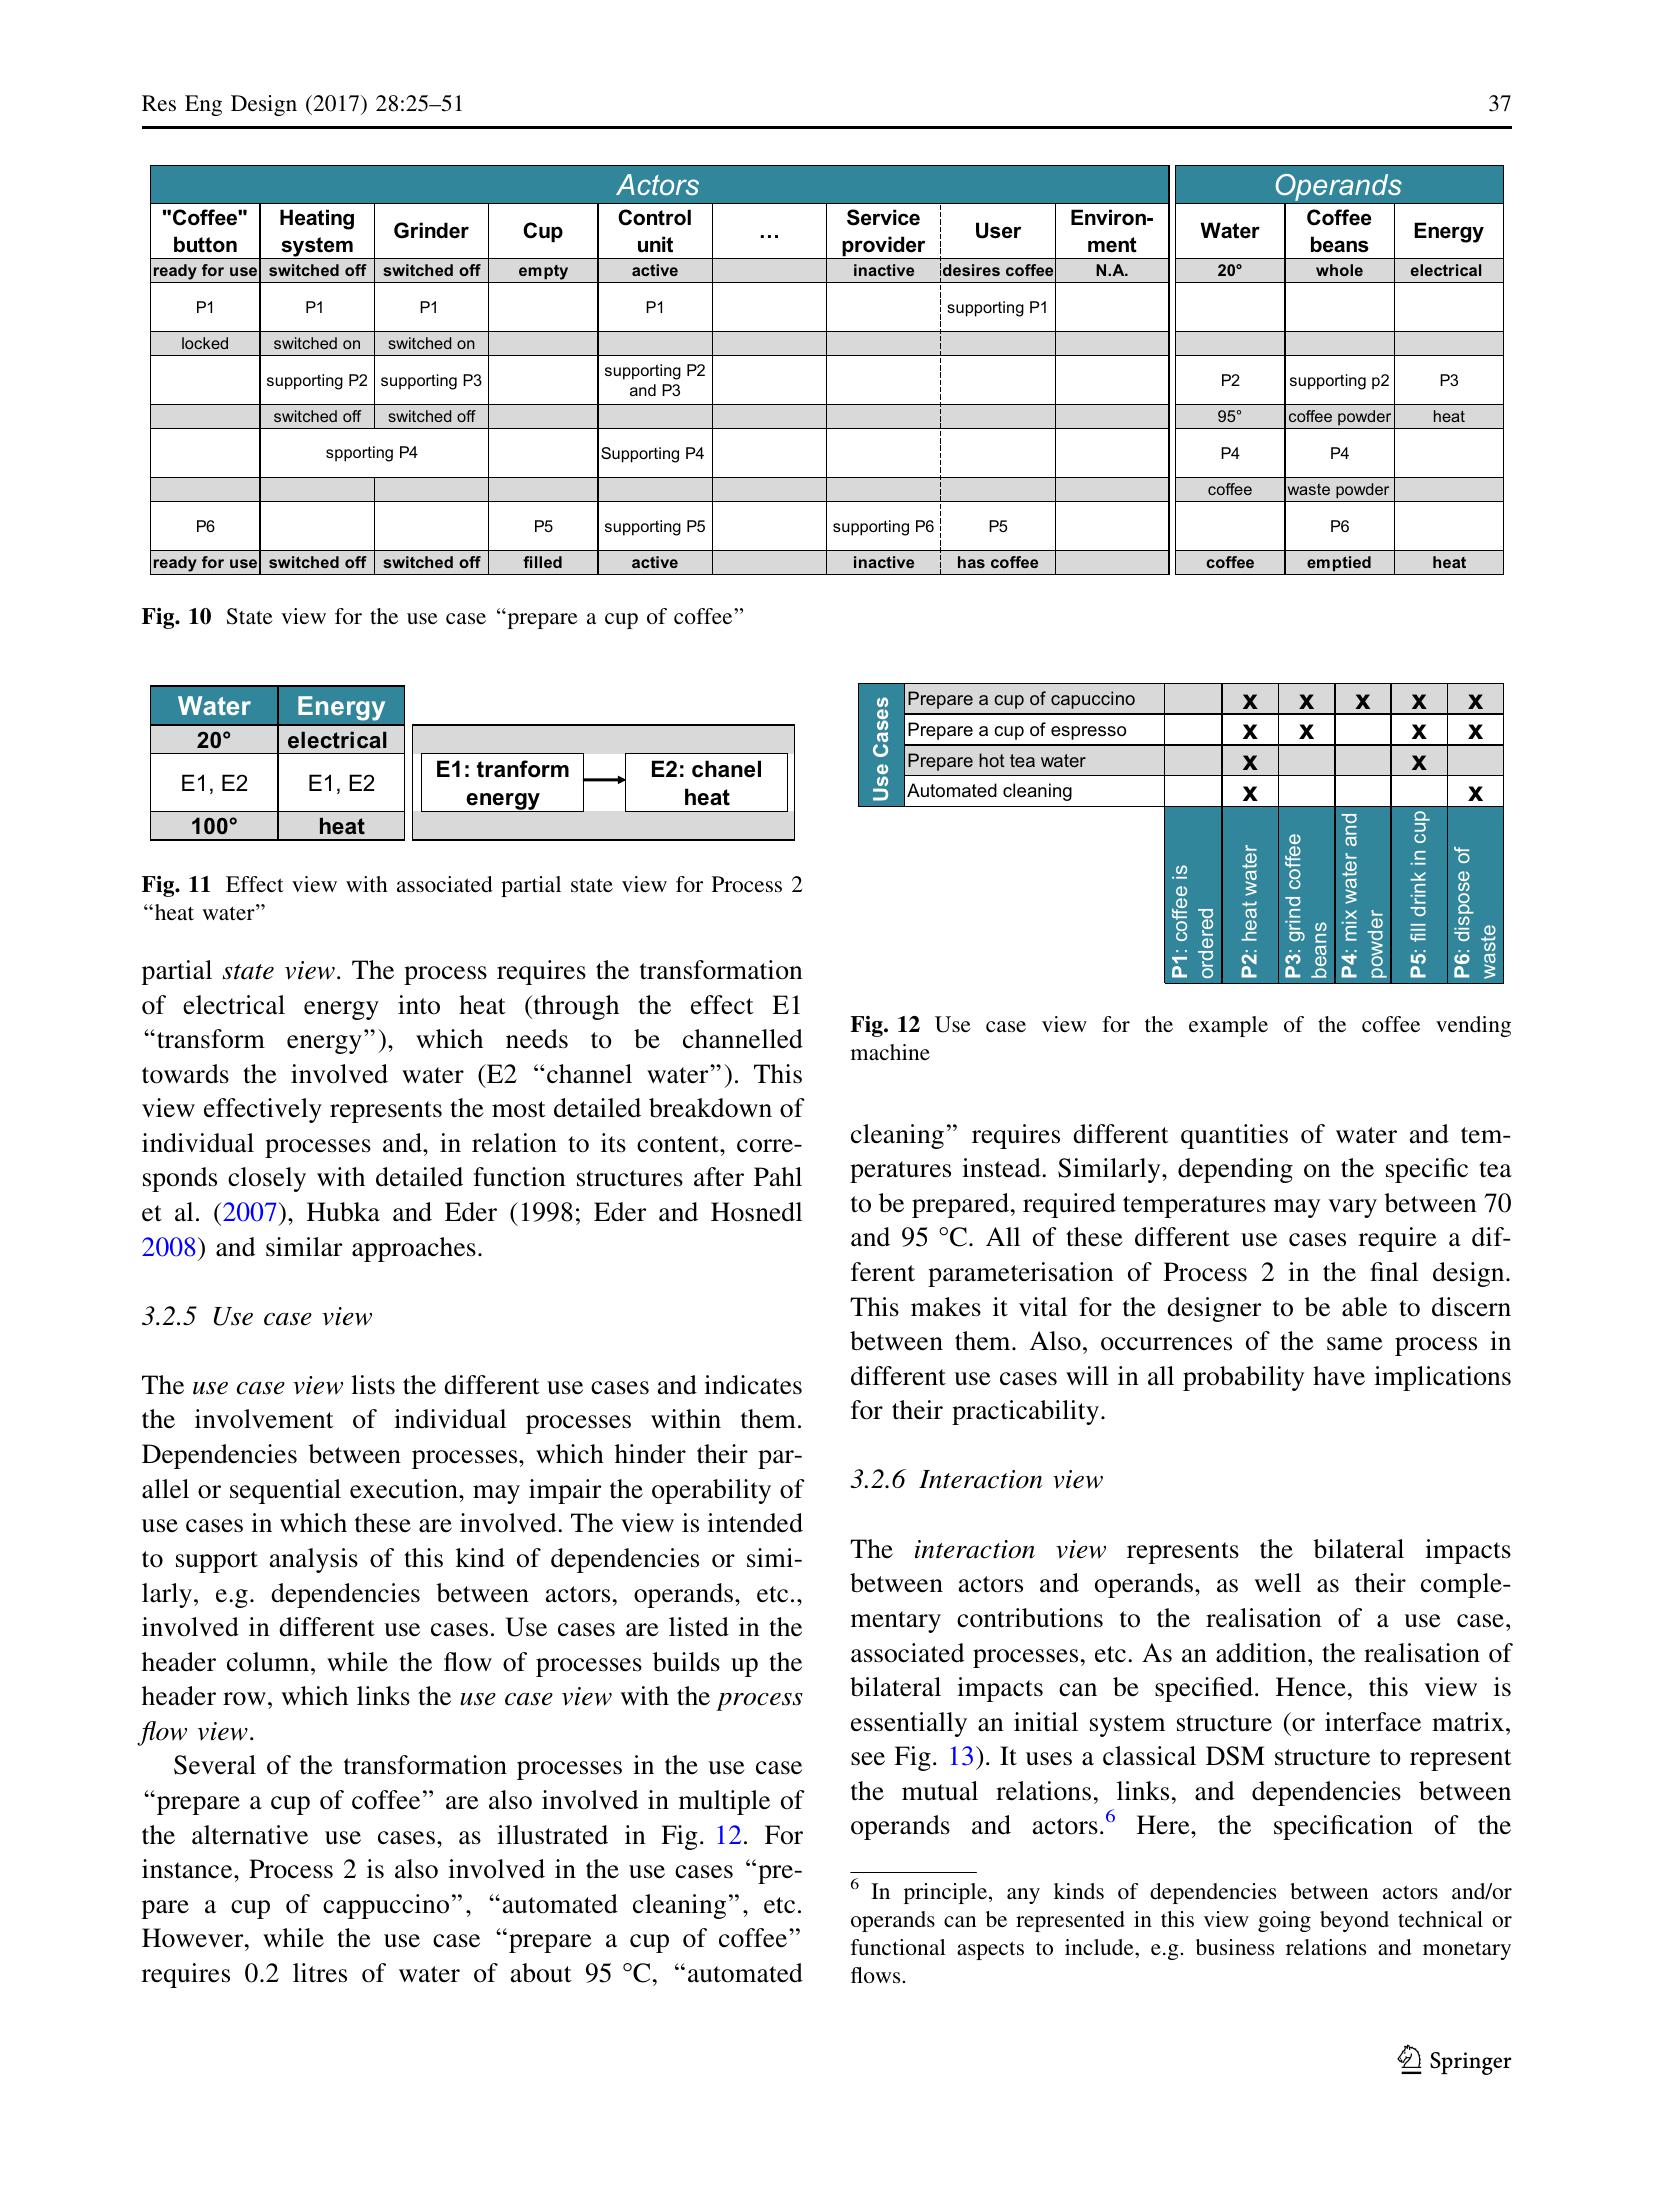 Res Eng Design (2017) 28:25–51 37
Actors Operands
"Coffee" button Heating system Grinder Cup Control unit … Service provider User Environ-ment Water Coffee beans Energy
ready for use switched off switched off empty active inactive desires coffee N.A. 20° whole electrical
P1 P1 P1 P1 supporting P1
locked switched on switched on
supporting P2 supporting P3 supporting P2 and P3 P2 supporting p2 P3
switched off switched off 95° coffee powder heat
spporting P4 Supporting P4 P4 P4
coffee waste powder
P6 P5 supporting P5 supporting P6 P5 P6
ready for use switched off switched off filled active inactive has coffee coffee emptied heat
Fig. 10 State view for the use case “prepare a cup of coffee”
Water Energy
20° electrical
E1, E2 E1, E2
100° heat
E1: tranform energy
E2: chanel heat
Fig. 11 Effect view with associated partial state view for Process 2
“heat water”
partial state view. The process requires the transformation
of electrical energy into heat (through the effect E1
“transform energy”), which needs to be channelled
towards the involved water (E2 “channel water”). This
view effectively represents the most detailed breakdown of
individual processes and, in relation to its content, corre-
sponds closely with detailed function structures after Pahl
et al. (2007), Hubka and Eder (1998; Eder and Hosnedl
2008) and similar approaches.
3.2.5 Use case view
The use case view lists the different use cases and indicates
the involvement of individual processes within them.
Dependencies between processes, which hinder their par-
allel or sequential execution, may impair the operability of
use cases in which these are involved. The view is intended
to support analysis of this kind of dependencies or simi-
larly, e.g. dependencies between actors, operands, etc.,
involved in different use cases. Use cases are listed in the
header column, while the flow of processes builds up the
header row, which links the use case view with the process
flow view.
Several of the transformation processes in the use case
“prepare a cup of coffee” are also involved in multiple of
the alternative use cases, as illustrated in Fig. 12. For
instance, Process 2 is also involved in the use cases “pre-
pare a cup of cappuccino”, “automated cleaning”, etc.
However, while the use case “prepare a cup of coffee”
requires 0.2 litres of water of about 95 °C, “automated
Use Cases
Prepare a cup of capuccino x x x x x
Prepare a cup of espresso x x x x
Prepare hot tea water x x
Automated cleaning x x
P1: coffee is ordered
P2: heat water
P3: grind coffee beans
P4: mix water and powder
P5: fill drink in cup
P6: dispose of waste
Fig. 12 Use case view for the example of the coffee vending
machine
cleaning” requires different quantities of water and tem-
peratures instead. Similarly, depending on the specific tea
to be prepared, required temperatures may vary between 70
and 95 °C. All of these different use cases require a dif-
ferent parameterisation of Process 2 in the final design.
This makes it vital for the designer to be able to discern
between them. Also, occurrences of the same process in
different use cases will in all probability have implications
for their practicability.
3.2.6 Interaction view
The interaction view represents the bilateral impacts
between actors and operands, as well as their comple-
mentary contributions to the realisation of a use case,
associated processes, etc. As an addition, the realisation of
bilateral impacts can be specified. Hence, this view is
essentially an initial system structure (or interface matrix,
see Fig. 13). It uses a classical DSM structure to represent
the mutual relations, links, and dependencies between
operands and actors.6 Here, the specification of the
6 In principle, any kinds of dependencies between actors and/or
operands can be represented in this view going beyond technical or
functional aspects to include, e.g. business relations and monetary
flows.
Springer